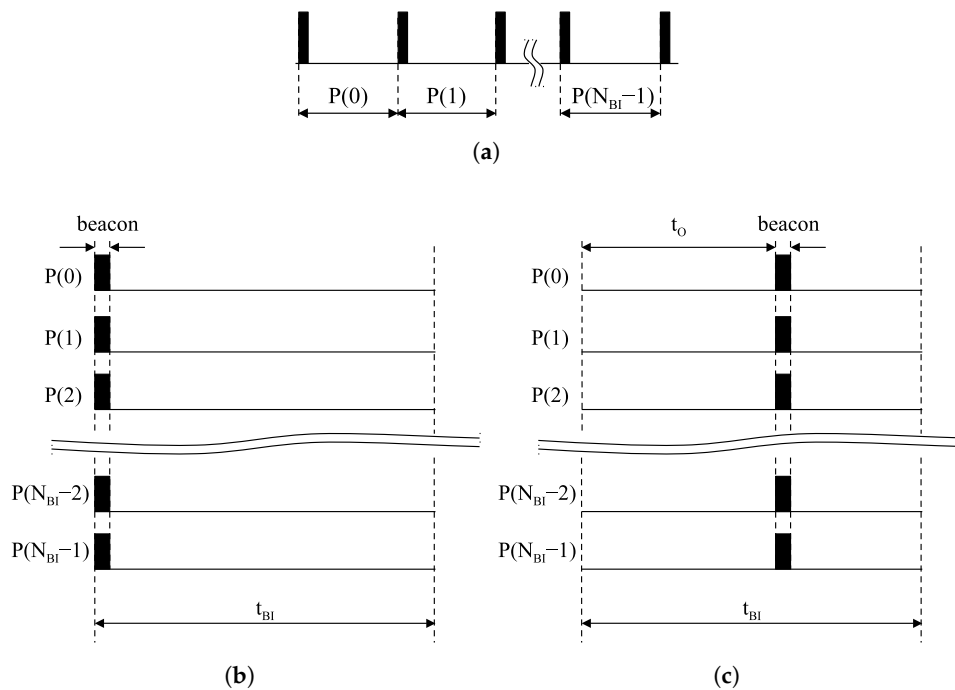 P(0) P(1) P(N_BI−1)
(a)
beacon
P(0)
P(1)
P(2)
P(N_BI−2)
P(N_BI−1)
t_BI
(b)
t_O beacon
P(0)
P(1)
P(2)
P(N_BI−2)
P(N_BI−1)
t_BI
(c)